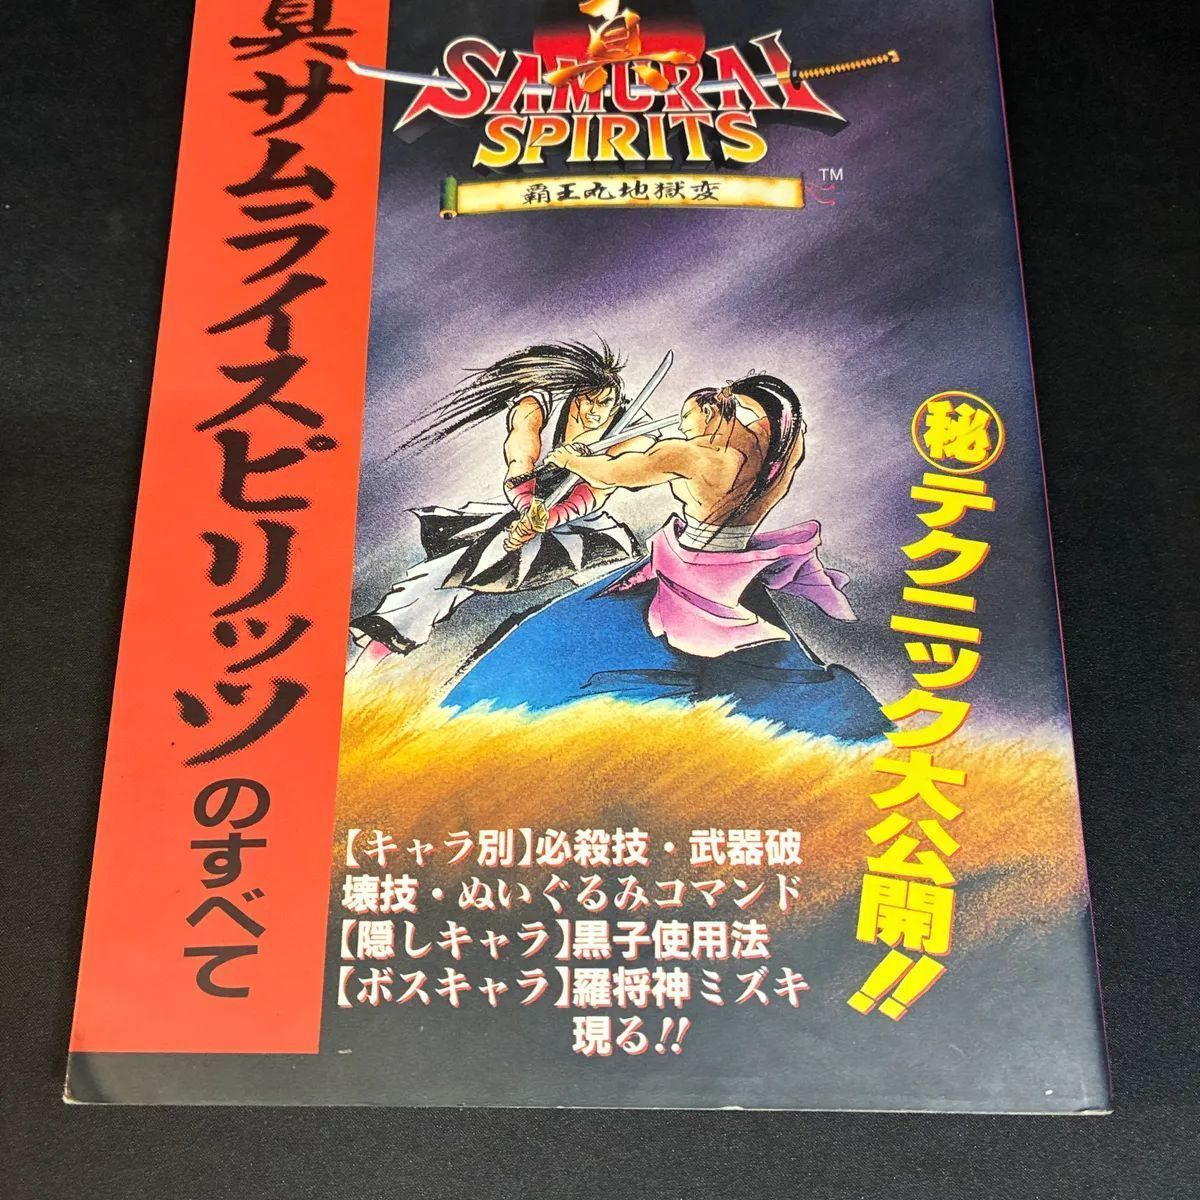 真サムライスピリッツのすべて
真
SAMURAI
SPIRITS
TM
覇王丸地獄変
㊙テクニック大公開!!
【キャラ別】必殺技・武器破
壊技・ぬいぐるみコマンド
【隠しキャラ】黒子使用法
【ボスキャラ】羅将神ミズキ
現る!!